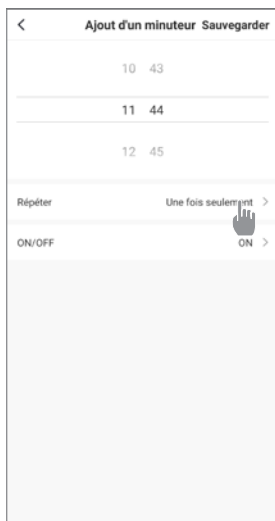 Ajout d'un minuteur Sauvegarder
10 43
11 44
12 45
Répéter Une fois seulement
ON/OFF ON